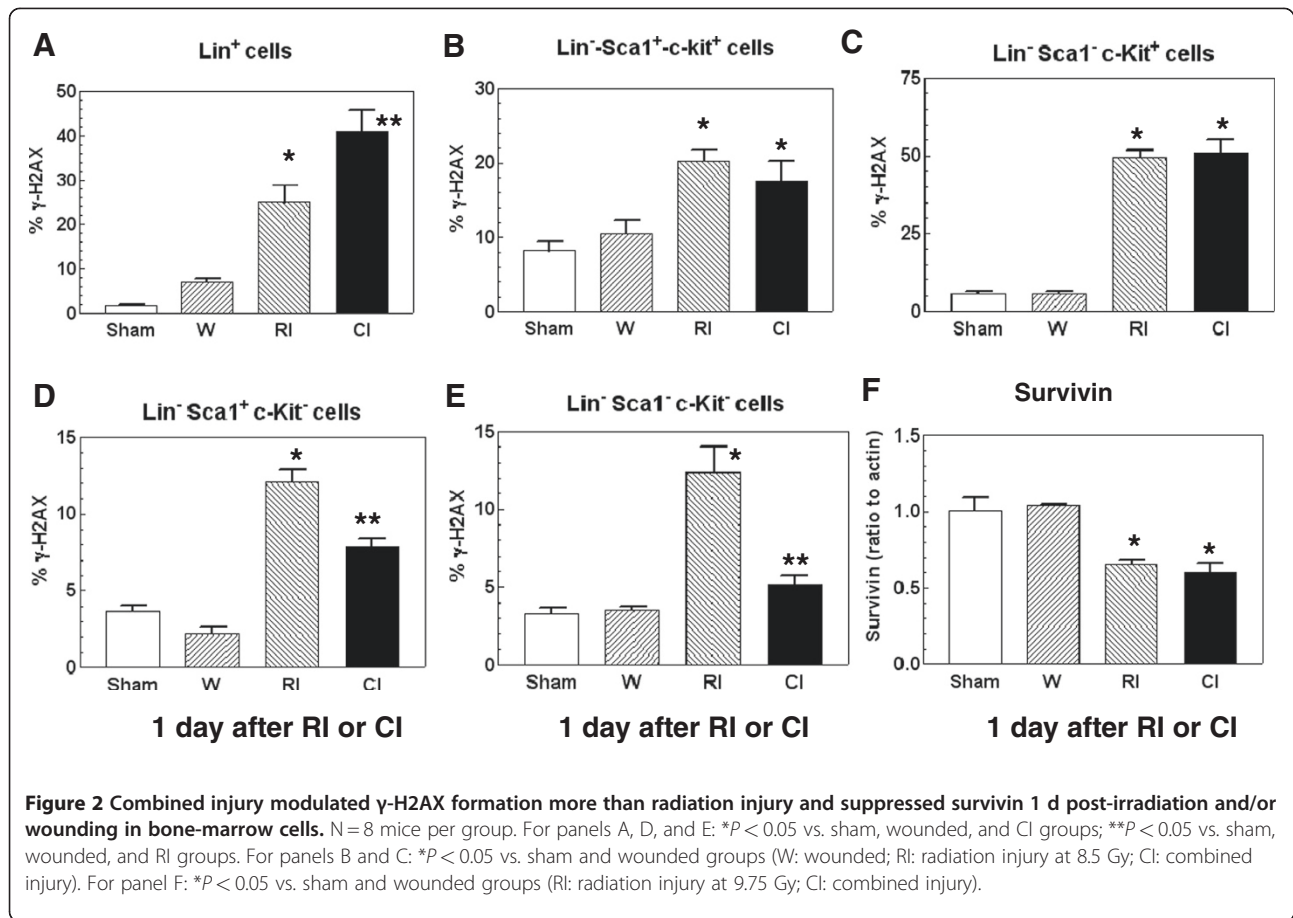 A
Lin⁺ cells
% γ-H2AX
50
40
30
20
10
0
*
**
Sham W RI CI
B
Lin⁻-Sca1⁺-c-kit⁺ cells
% γ-H2AX
30
20
10
0
*
*
Sham W RI CI
C
Lin⁻ Sca1⁻ c-Kit⁺ cells
% γ-H2AX
75
50
25
0
*
*
Sham W RI CI
D
Lin⁻ Sca1⁺ c-Kit⁻ cells
% γ-H2AX
15
10
5
0
*
**
Sham W RI CI
1 day after RI or CI
E
Lin⁻ Sca1⁻ c-Kit⁻ cells
% γ-H2AX
15
10
5
0
*
**
Sham W RI CI
1 day after RI or CI
F
Survivin
Survivin (ratio to actin)
1.5
1.0
0.5
0.0
*
*
Sham W RI CI
1 day after RI or CI
Figure 2 Combined injury modulated γ-H2AX formation more than radiation injury and suppressed survivin 1 d post-irradiation and/or
wounding in bone-marrow cells. N = 8 mice per group. For panels A, D, and E: *P < 0.05 vs. sham, wounded, and CI groups; **P < 0.05 vs. sham,
wounded, and RI groups. For panels B and C: *P < 0.05 vs. sham and wounded groups (W: wounded; RI: radiation injury at 8.5 Gy; CI: combined
injury). For panel F: *P < 0.05 vs. sham and wounded groups (RI: radiation injury at 9.75 Gy; CI: combined injury).